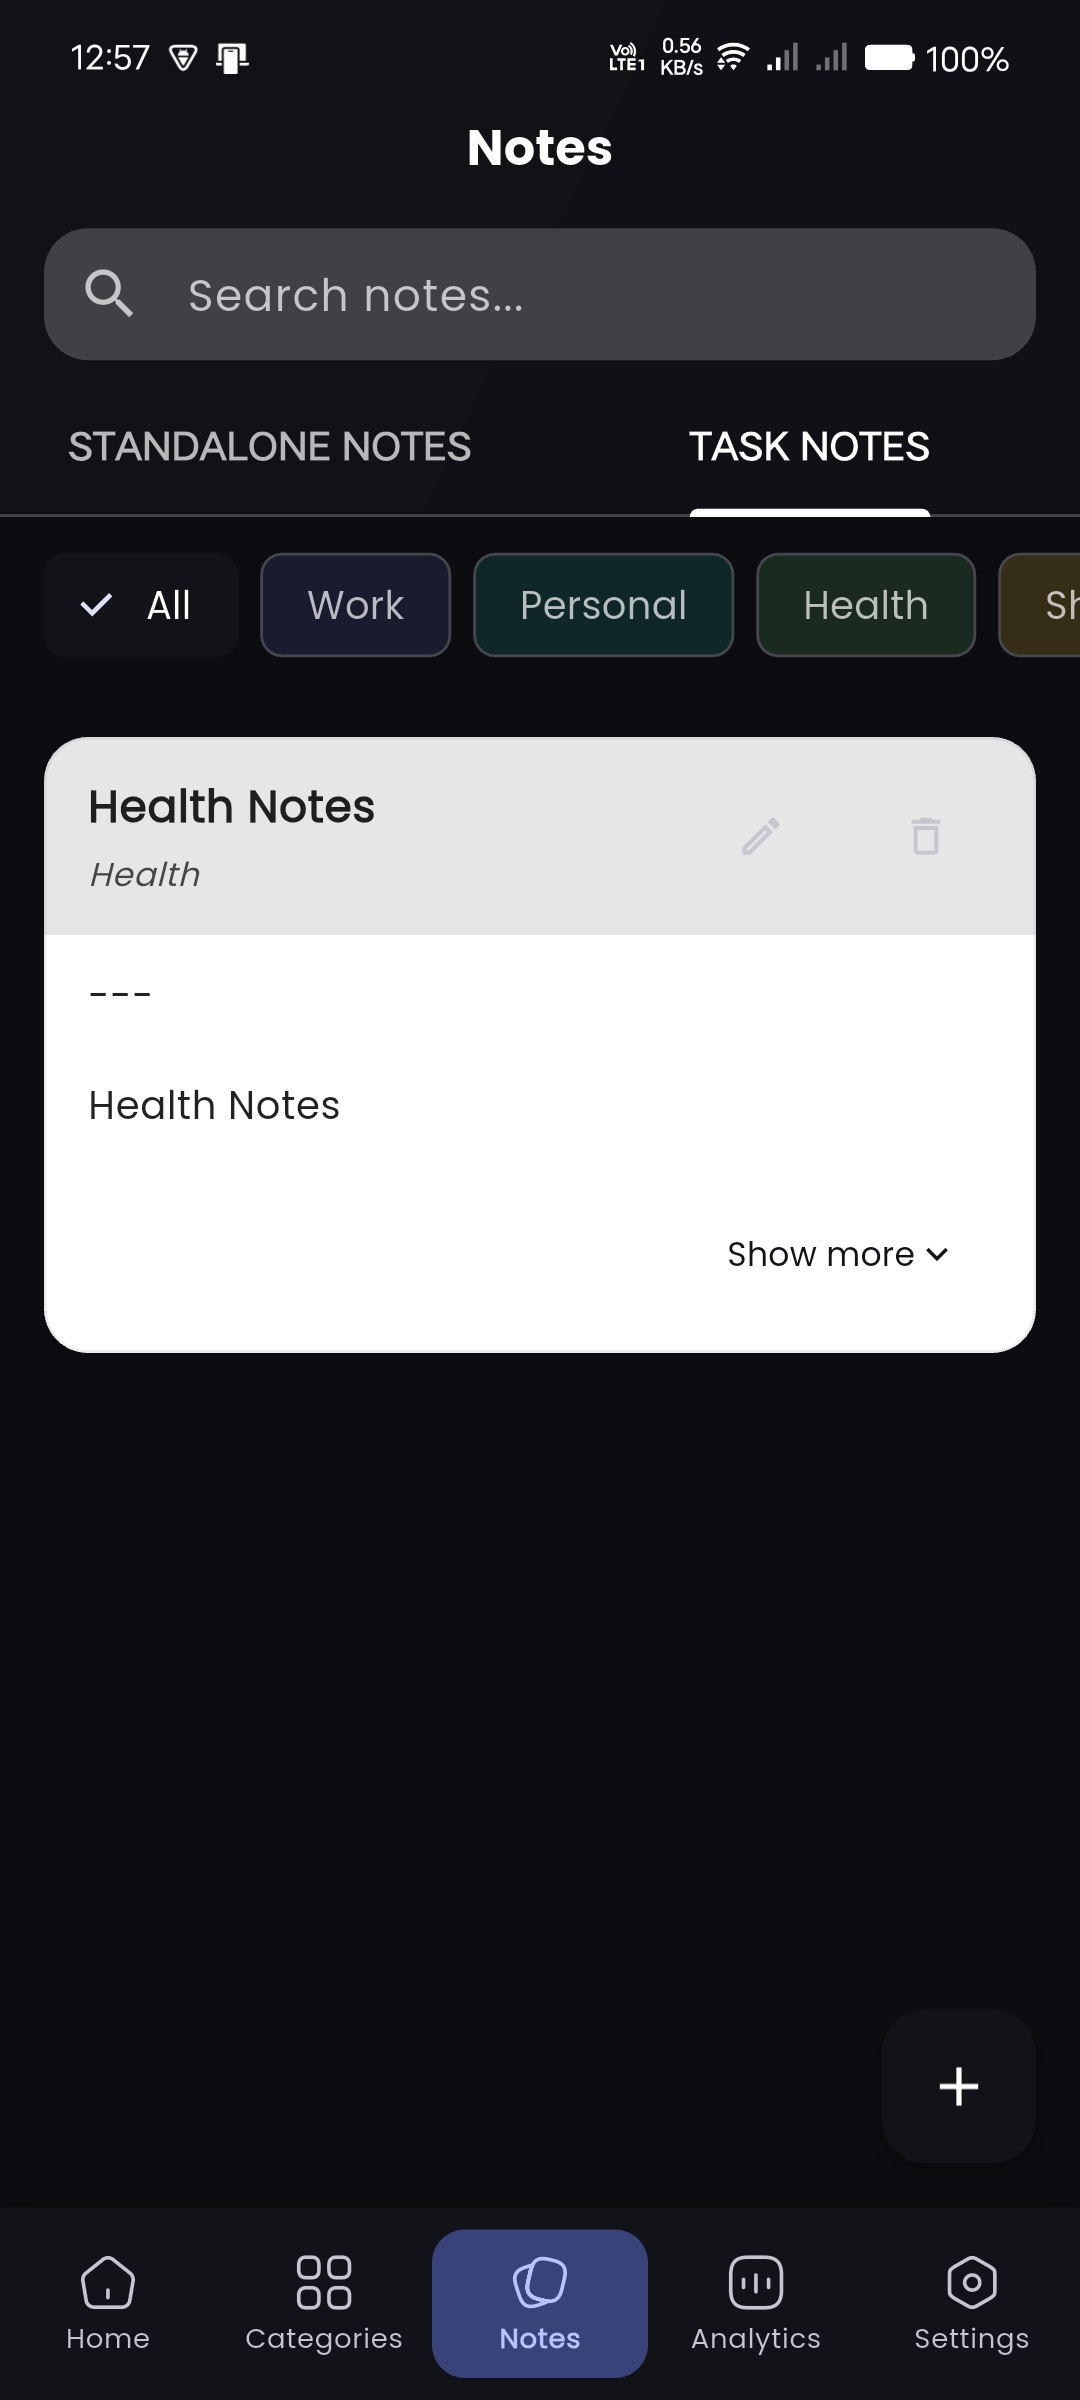 12:57
Vo) LTE1 0.56 KB/s 100%
Notes
Search notes...
STANDALONE NOTES TASK NOTES
All Work Personal Health Sh
Health Notes
Health
---
Health Notes
Show more
Home Categories Notes Analytics Settings